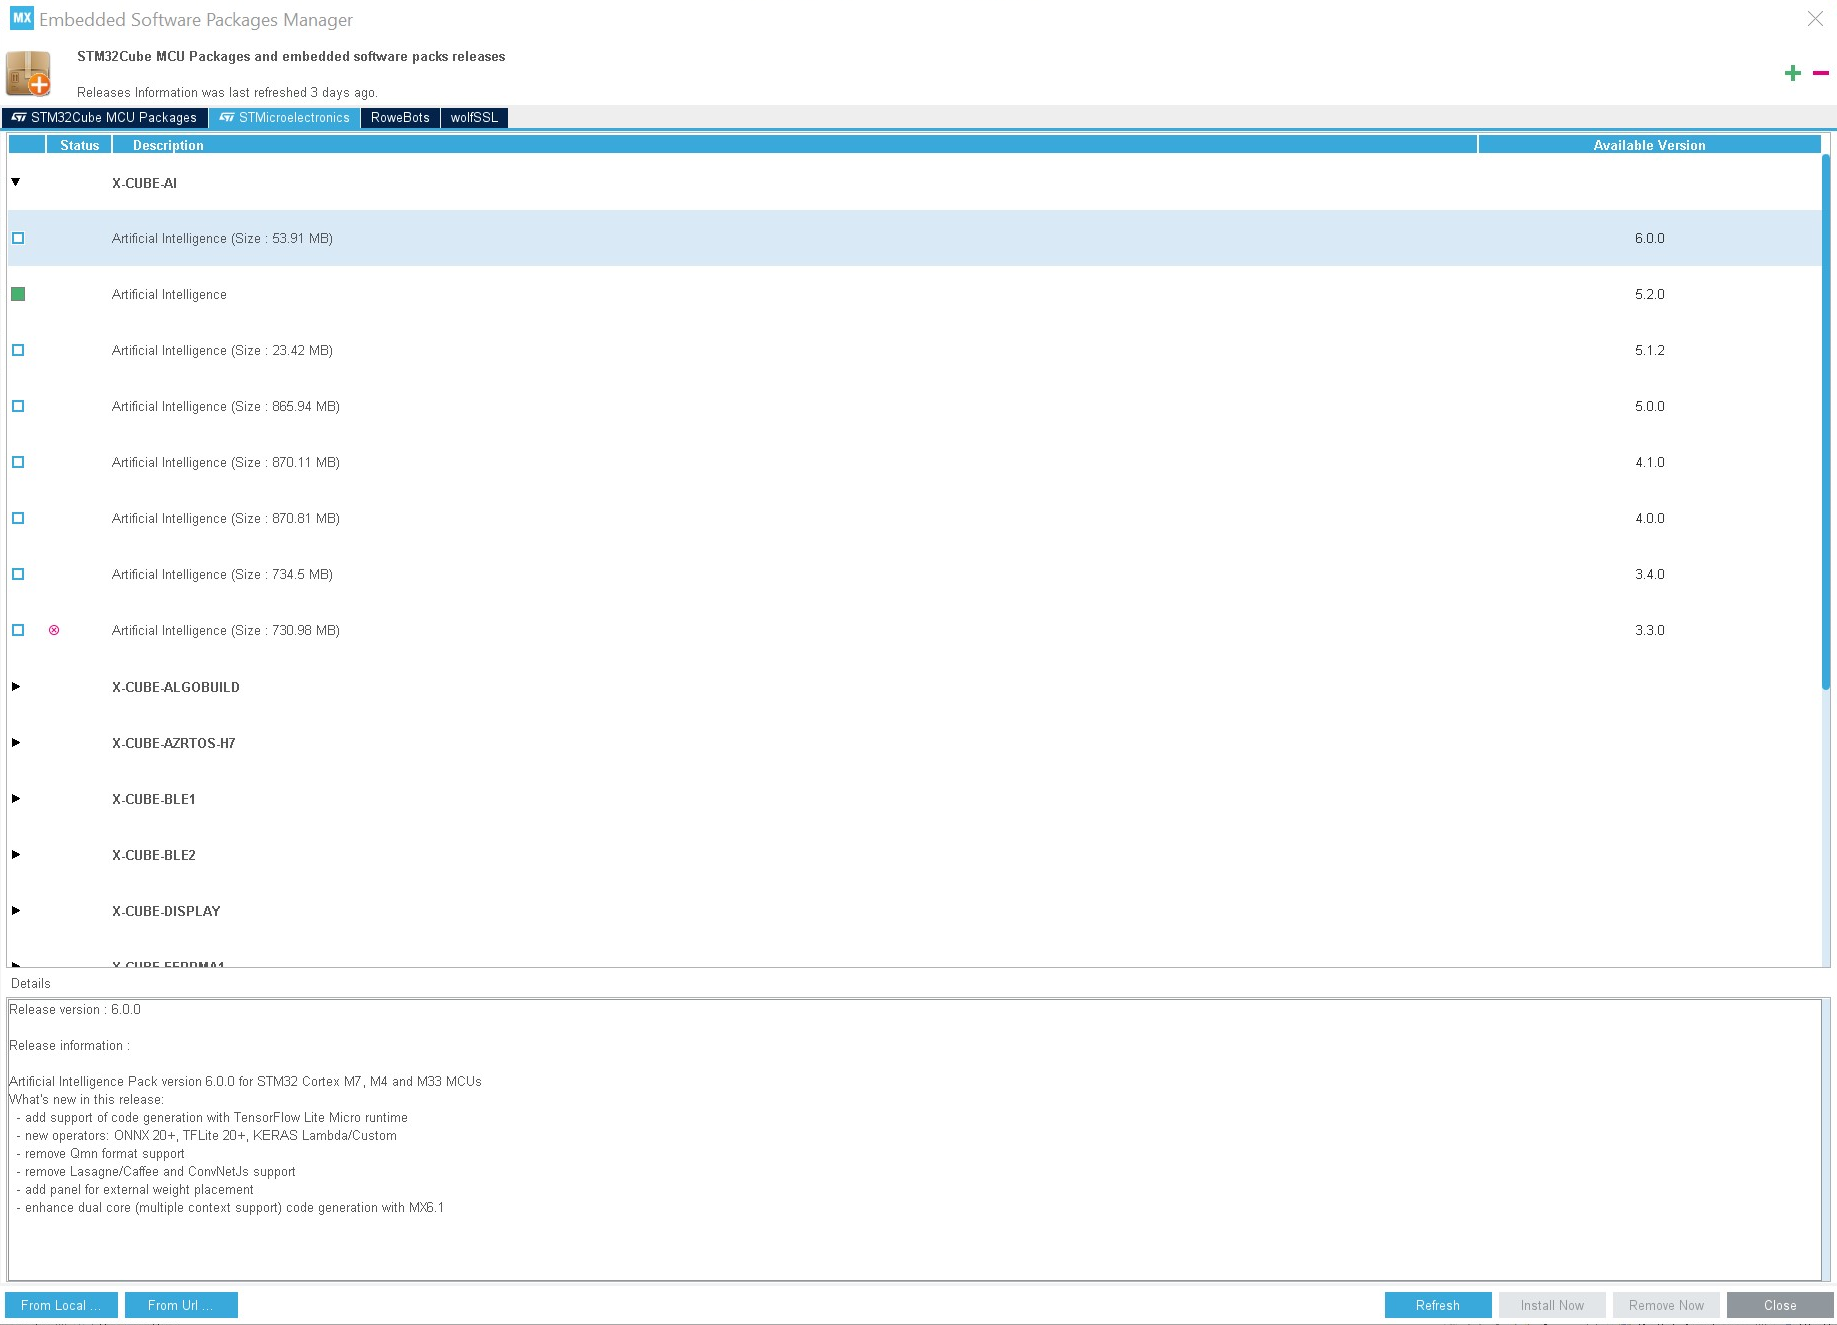 MX Embedded Software Packages Manager
STM32Cube MCU Packages and embedded software packs releases
Releases Information was last refreshed 3 days ago.
STM32Cube MCU Packages STMicroelectronics RoweBots wolfSSL
Status Description Available Version
X-CUBE-AI
Artificial Intelligence (Size : 53.91 MB) 6.0.0
Artificial Intelligence 5.2.0
Artificial Intelligence (Size : 23.42 MB) 5.1.2
Artificial Intelligence (Size : 865.94 MB) 5.0.0
Artificial Intelligence (Size : 870.11 MB) 4.1.0
Artificial Intelligence (Size : 870.81 MB) 4.0.0
Artificial Intelligence (Size : 734.5 MB) 3.4.0
Artificial Intelligence (Size : 730.98 MB) 3.3.0
X-CUBE-ALGOBUILD
X-CUBE-AZRTOS-H7
X-CUBE-BLE1
X-CUBE-BLE2
X-CUBE-DISPLAY
Details
Release version : 6.0.0
Release information :
Artificial Intelligence Pack version 6.0.0 for STM32 Cortex M7, M4 and M33 MCUs
What's new in this release:
- add support of code generation with TensorFlow Lite Micro runtime
- new operators: ONNX 20+, TFLite 20+, KERAS Lambda/Custom
- remove Qmn format support
- remove Lasagne/Caffee and ConvNetJs support
- add panel for external weight placement
- enhance dual core (multiple context support) code generation with MX6.1
From Local ... From Url ... Refresh Install Now Remove Now Close